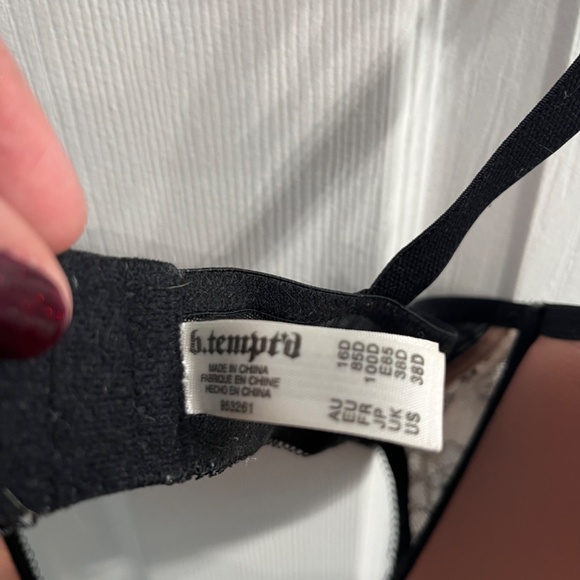 b.tempt'd
MADE IN CHINA
FABRIQUÉ EN CHINE
HECHO EN CHINA
953261
AU 16D
EU 85D
FR 100D
JP E85
UK 38D
US 38D